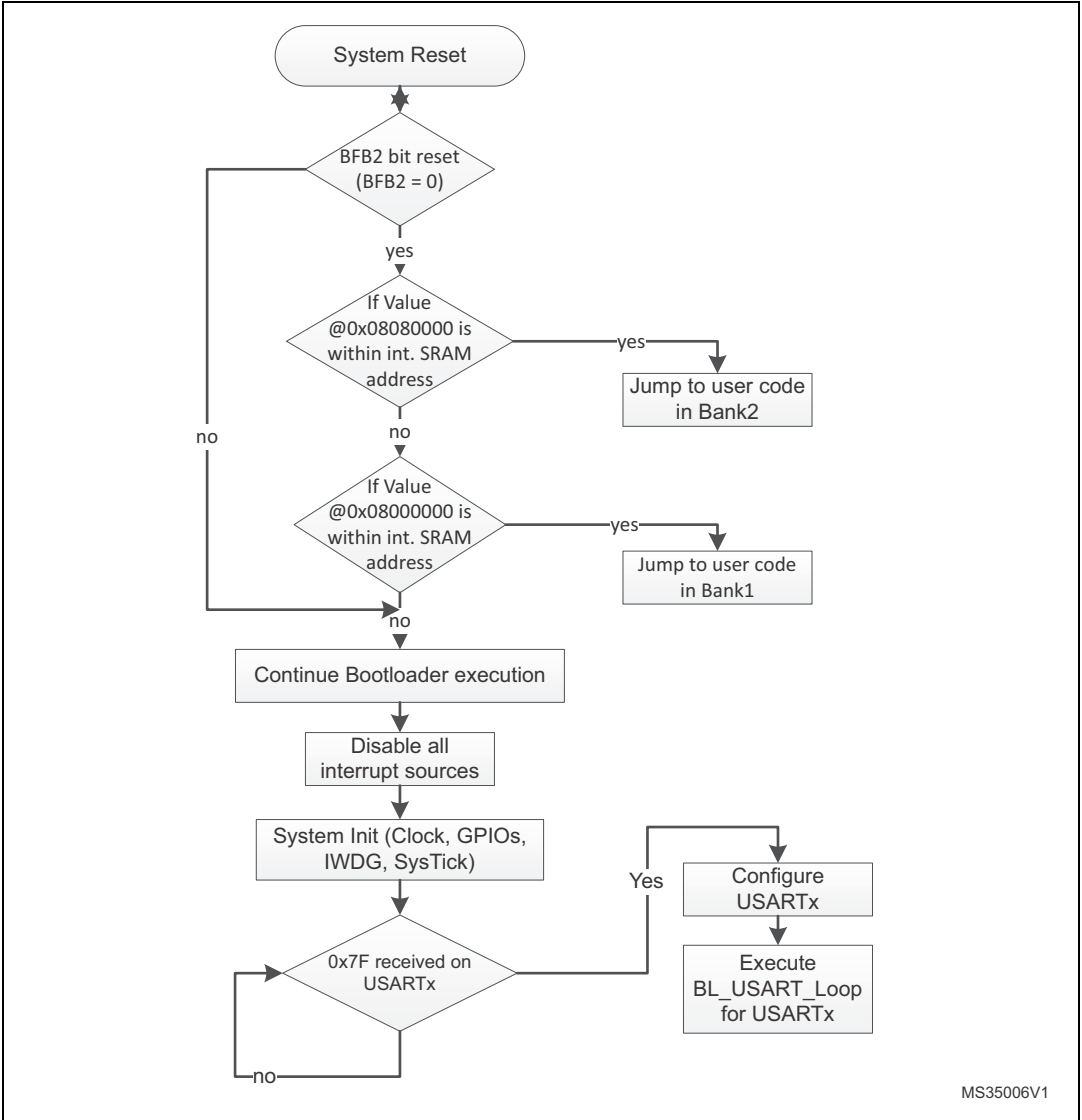 System Reset
BFB2 bit reset
(BFB2 = 0)
yes
If Value
@0x08080000 is
within int. SRAM
address
yes
Jump to user code
in Bank2
no
no
If Value
@0x08000000 is
within int. SRAM
address
yes
Jump to user code
in Bank1
no
Continue Bootloader execution
Disable all
interrupt sources
System Init (Clock, GPIOs,
IWDG, SysTick)
Yes
Configure
USARTx
0x7F received on
USARTx
Execute
BL_USART_Loop
for USARTx
no
MS35006V1